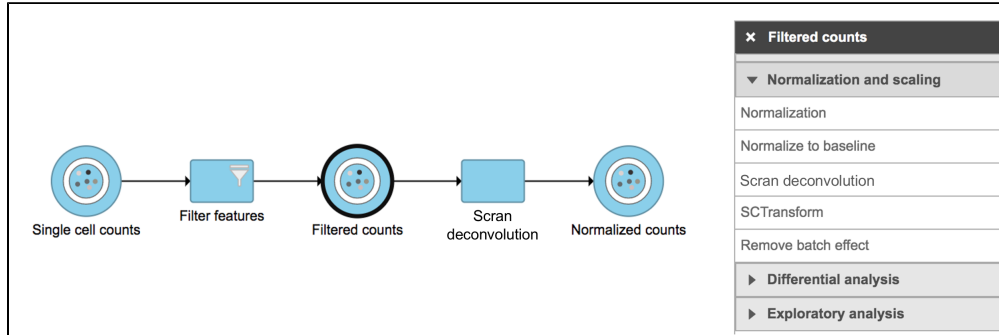 Single cell counts
Filter features
Filtered counts
Scran
deconvolution
Normalized counts
× Filtered counts
Normalization and scaling
Normalization
Normalize to baseline
Scran deconvolution
SCTransform
Remove batch effect
Differential analysis
Exploratory analysis